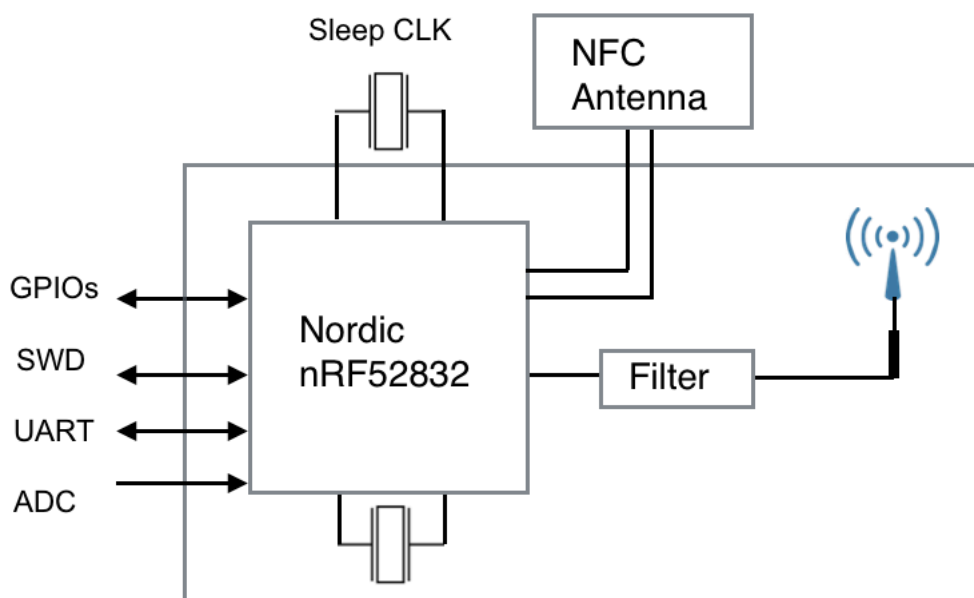 Sleep CLK
NFC
Antenna
GPIOs
SWD
UART
ADC
Nordic
nRF52832
Filter